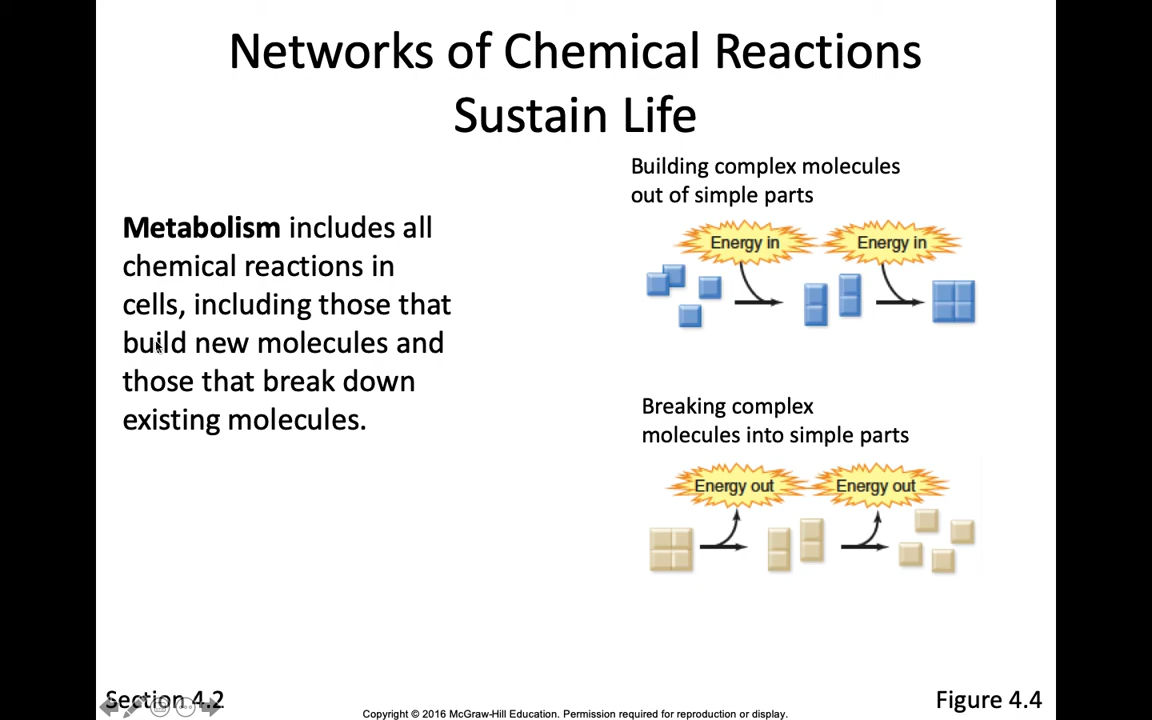 Networks of Chemical Reactions
Sustain Life
Metabolism includes all
chemical reactions in
cells, including those that
build new molecules and
those that break down
existing molecules.
Building complex molecules
out of simple parts
Energy in
Energy in
Breaking complex
molecules into simple parts
Energy out
Energy out
Section 4.2
Copyright © 2016 McGraw-Hill Education. Permission required for reproduction or display.
Figure 4.4